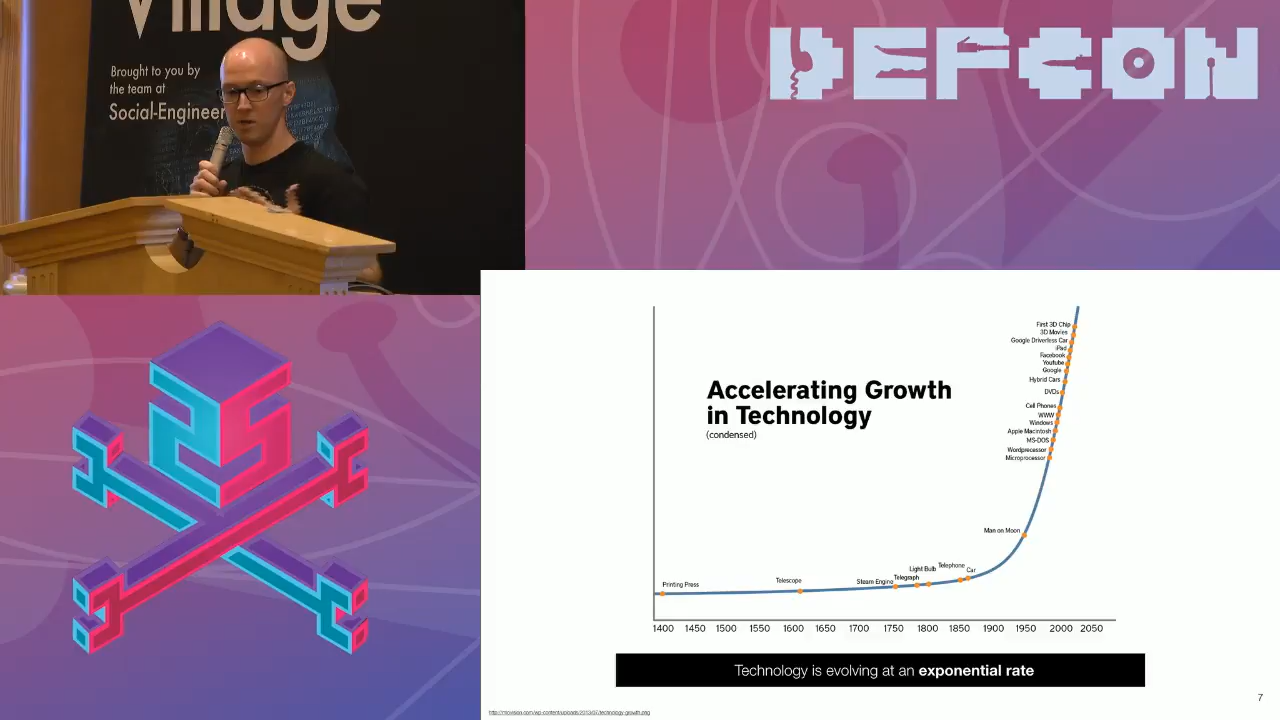 Village
Brought to you by
the team at
Social-Engineer
DEFCON
Accelerating Growth
in Technology
(condensed)
First 3D Chip
3D Movies
Google Driverless Car
iPad
Facebook
Youtube
Google
Hybrid Cars
DVDs
Cell Phones
WWW
Windows
Apple Macintosh
MS-DOS
Wordprecessor
Microprocessor
Man on Moon
Car
Telephone
Light Bulb
Telegraph
Steam Engine
Telescope
Printing Press
1400 1450 1500 1550 1600 1650 1700 1750 1800 1850 1900 1950 2000 2050
Technology is evolving at an exponential rate
7